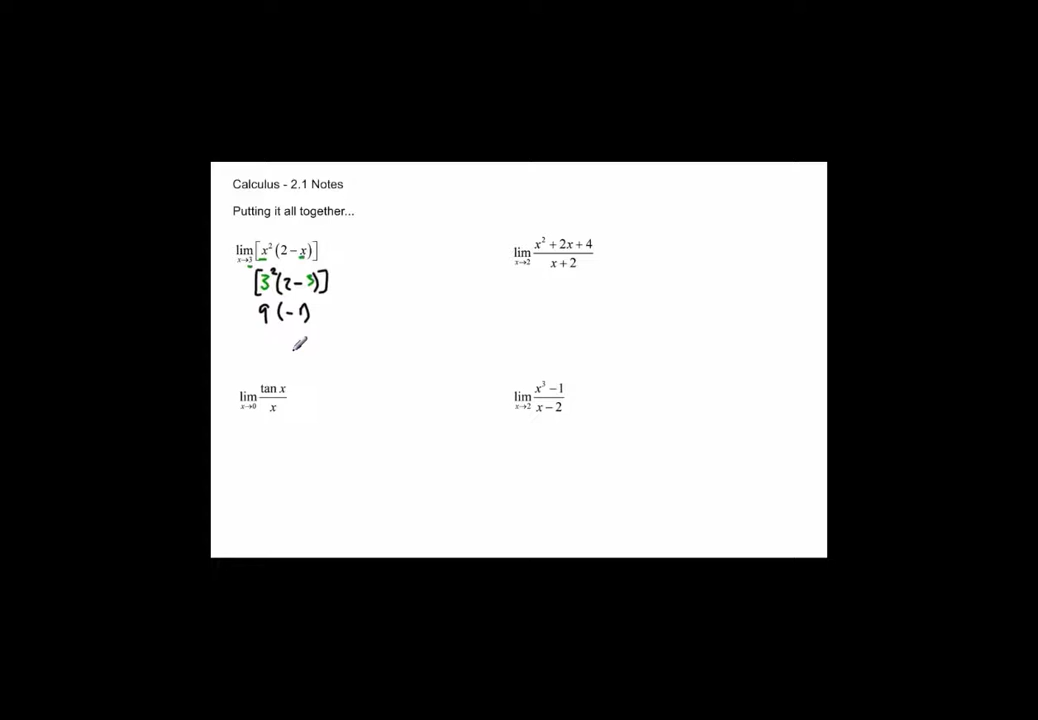 Calculus - 2.1 Notes
Putting it all together...
lim x→3 [x²(2−x)]
[3²(2−3)]
9(−1)
lim x→2 (x²+2x+4)/(x+2)
lim x→0 tan x / x
lim x→2 (x³−1)/(x−2)